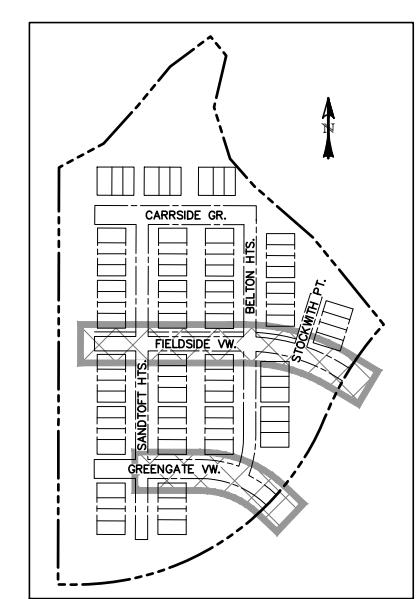 CARRSIDE GR.
BELTON HTS.
STOCKWITH PT.
FIELDSIDE VW.
SANDTOFT HTS.
GREENGATE VW.